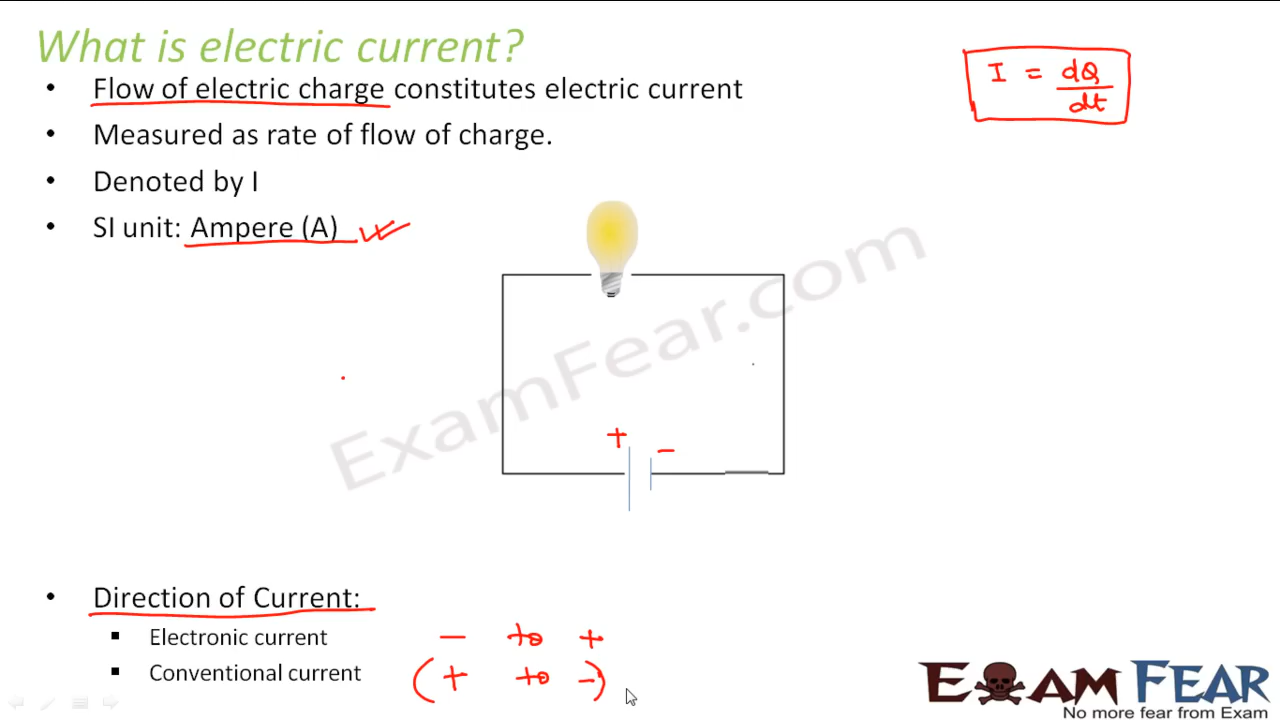 What is electric current?
• Flow of electric charge constitutes electric current
I = dQ/dt
• Measured as rate of flow of charge.
• Denoted by I
• SI unit: Ampere (A)
ExamFear.com
+ -
• Direction of Current:
▪ Electronic current - to +
▪ Conventional current (+ to -)
EXAM FEAR
No more fear from Exam